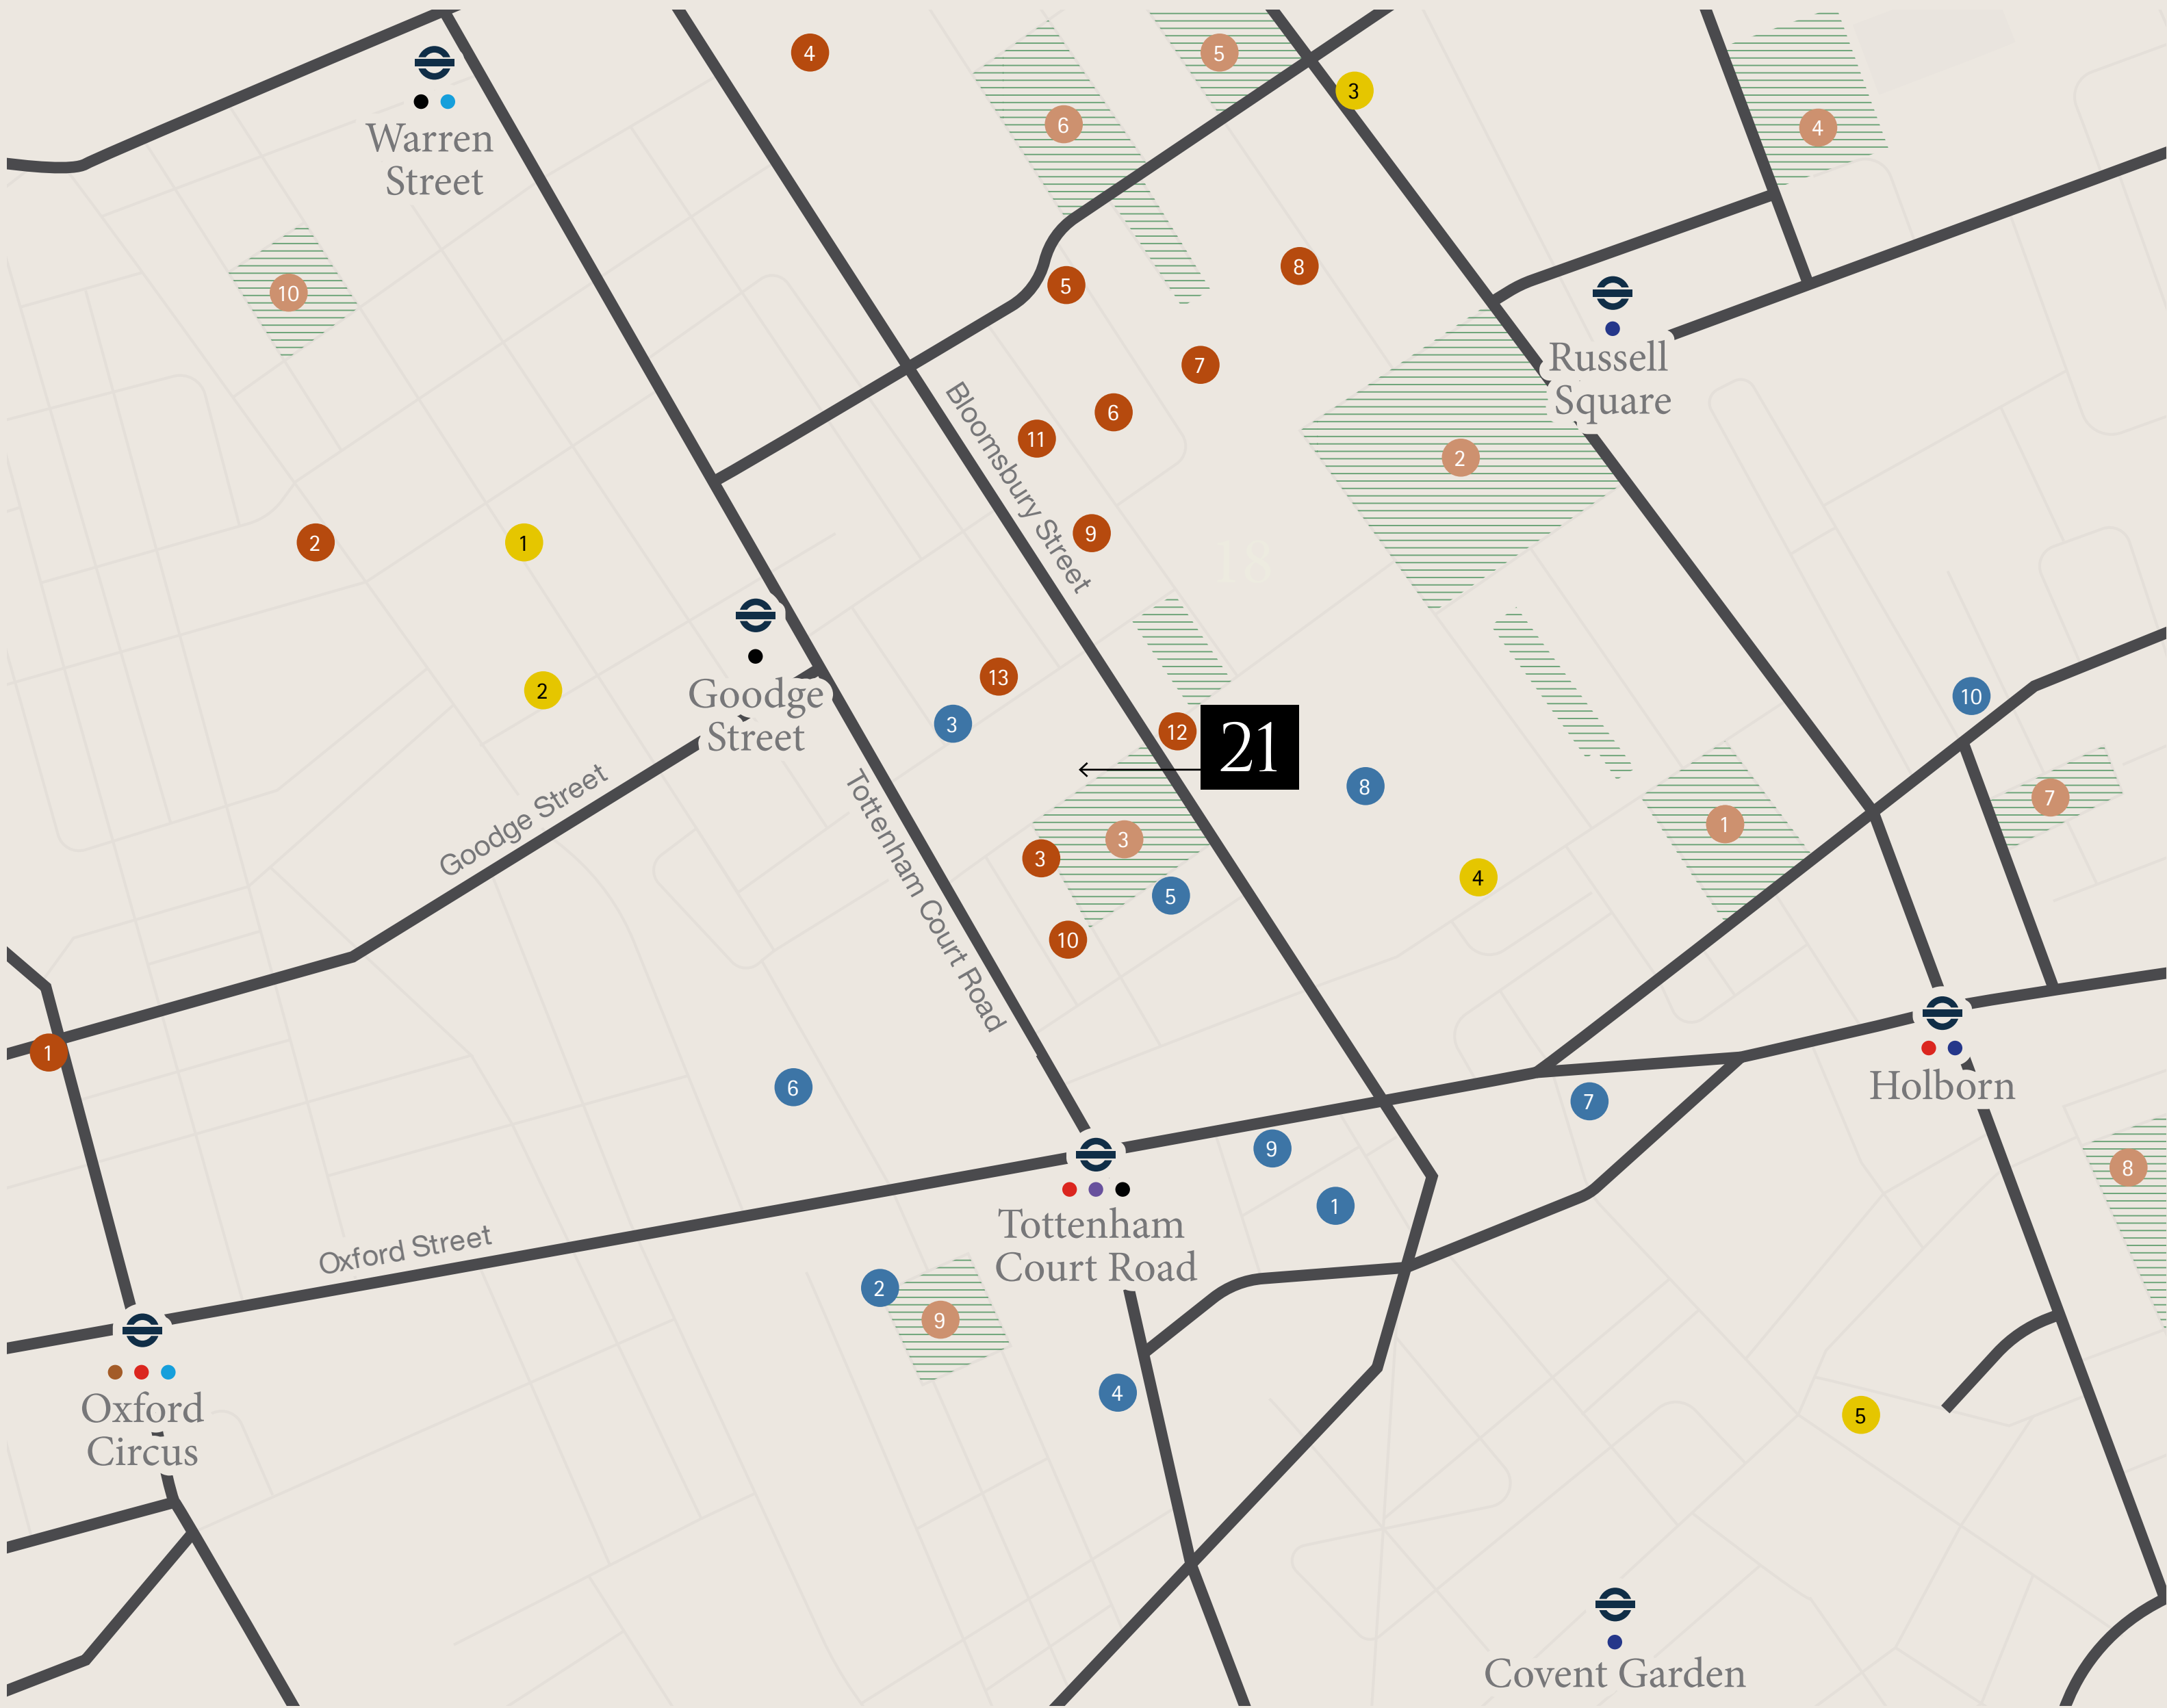 4
5
3
6
4
Warren
Street
8
5
10
Russell
Square
7
6
11
2
Bloomsbury Street
9
2
1
18
13
2
Goodge
Street
3
12
21
10
8
7
Goodge Street
Tottenham Court Road
3
3
1
5
4
10
1
Holborn
6
7
9
8
1
Tottenham
Court Road
Oxford Street
2
9
4
Oxford
Circus
5
Covent Garden